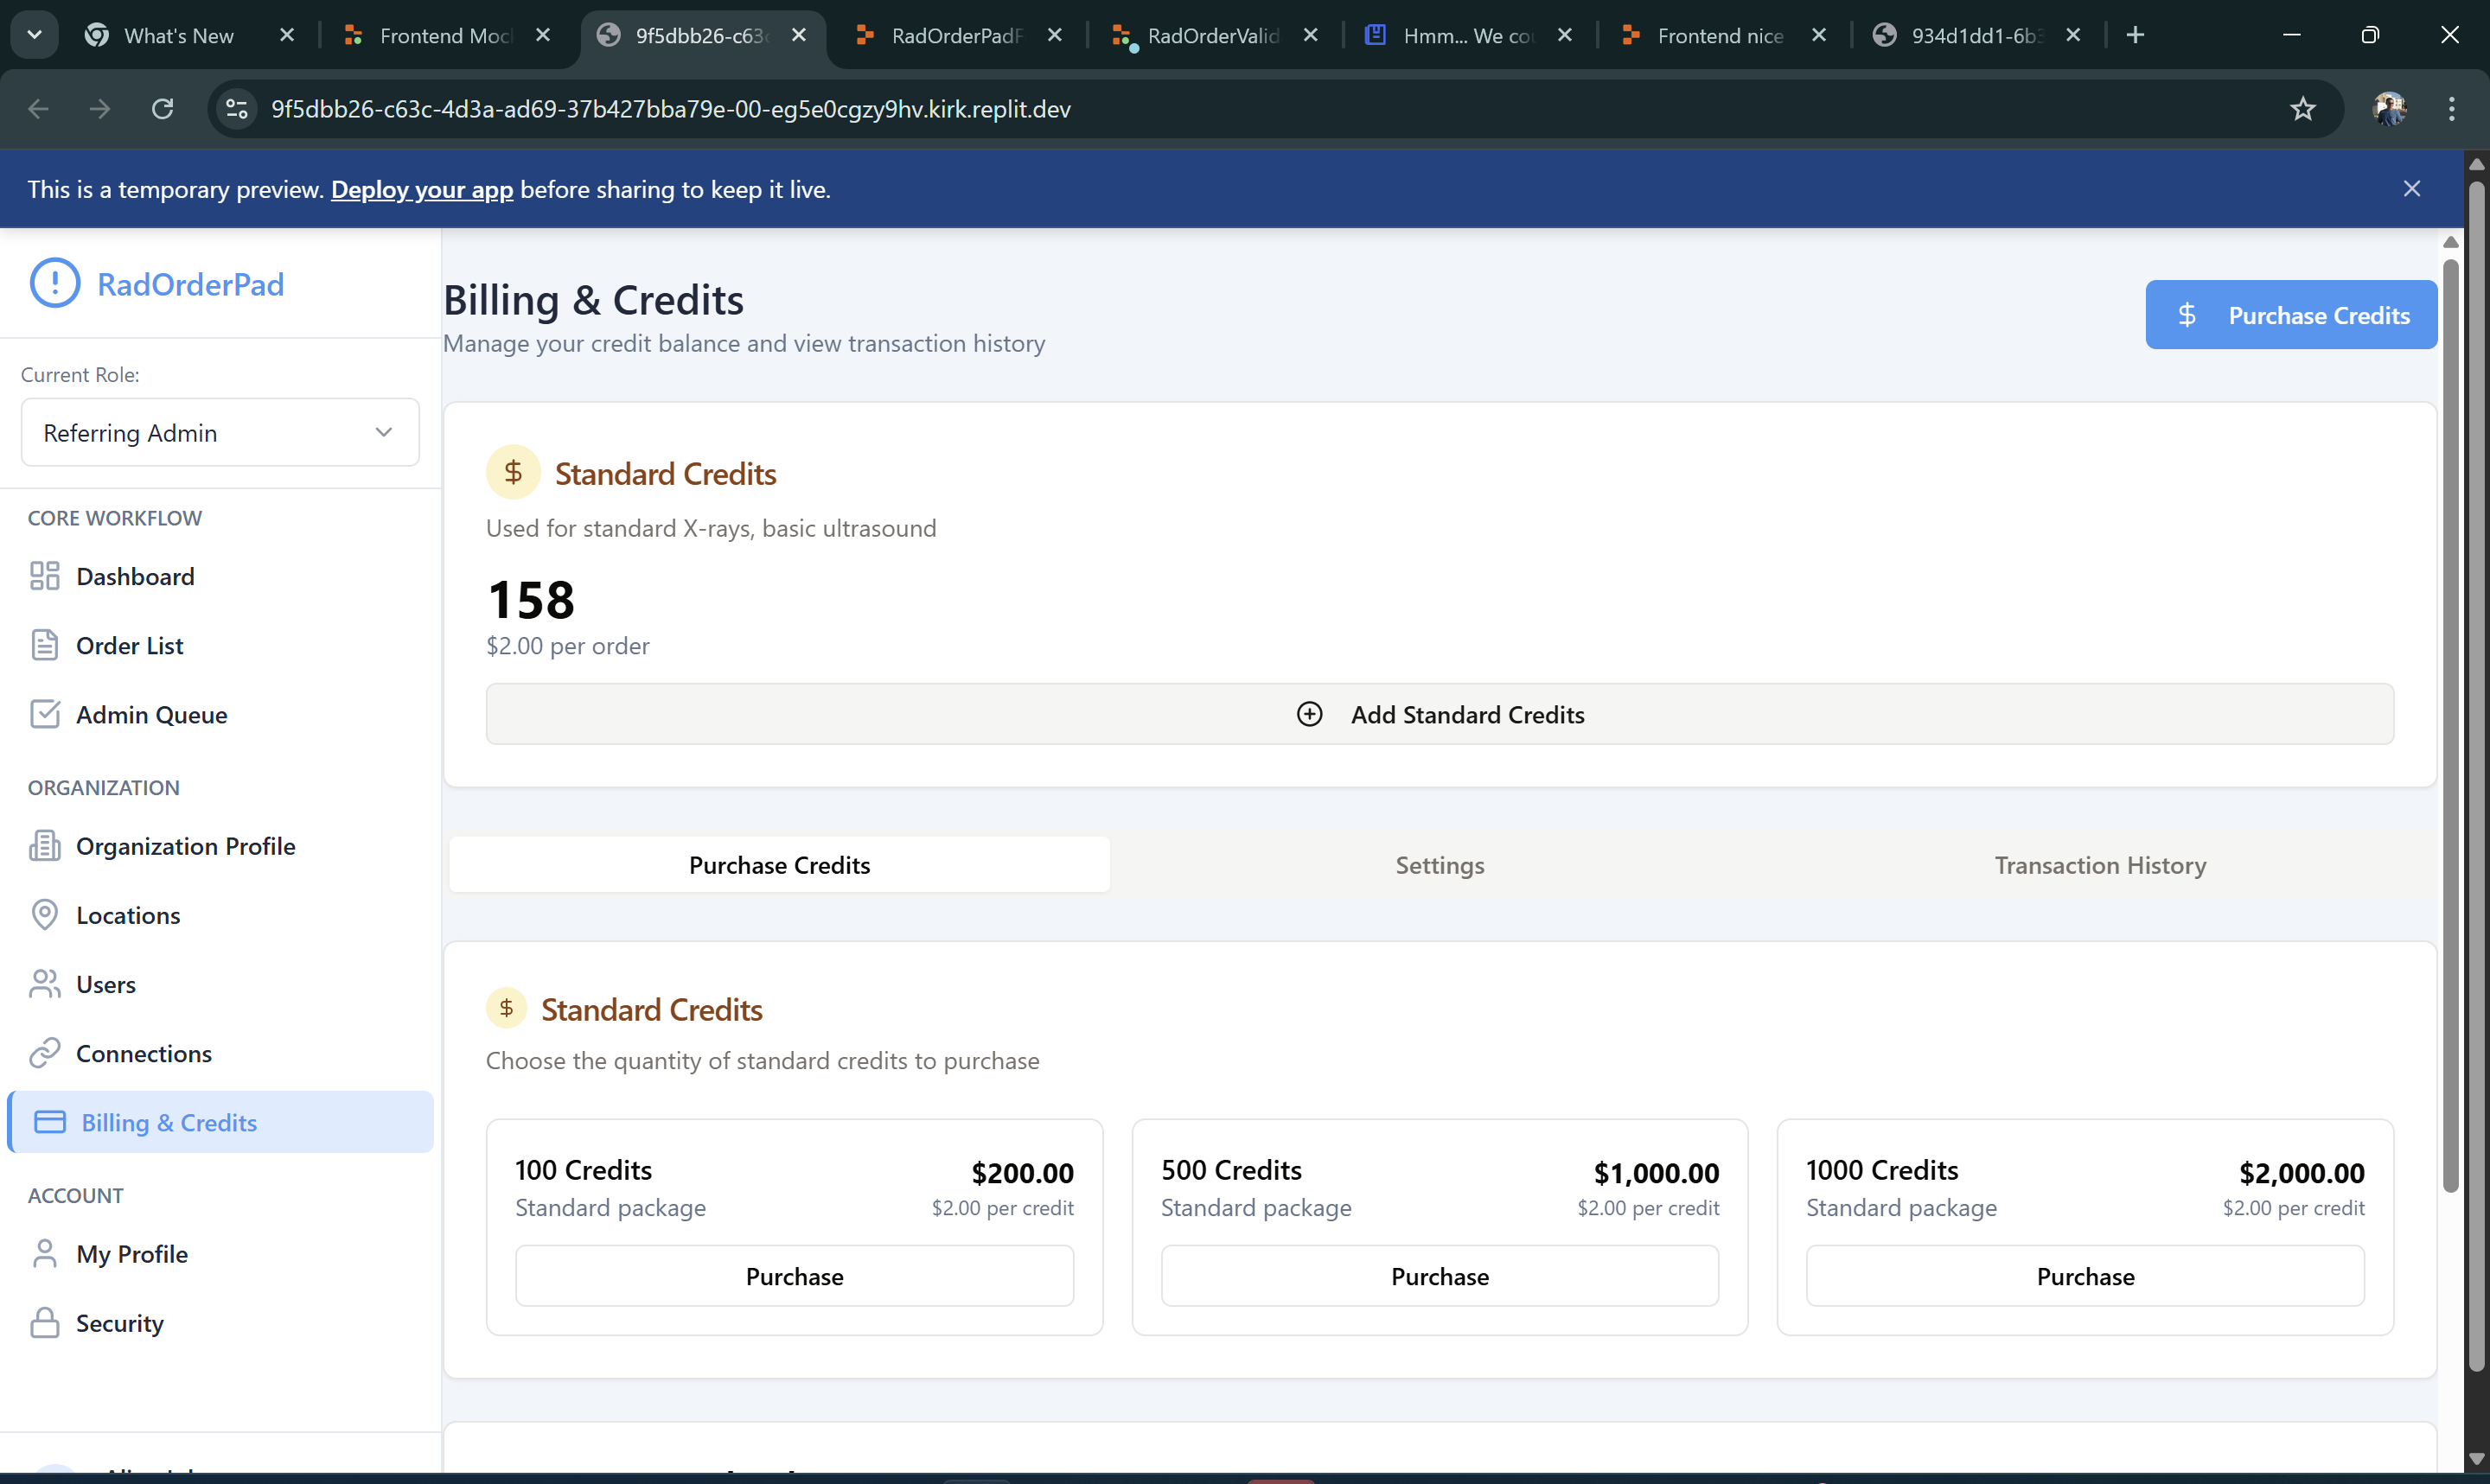 What's New
Frontend Moc
9f5dbb26-c63c
RadOrderPadF
RadOrderValid
Hmm... We cou
Frontend nice
934d1dd1-6b3
9f5dbb26-c63c-4d3a-ad69-37b427bba79e-00-eg5e0cgzy9hv.kirk.replit.dev
This is a temporary preview. Deploy your app before sharing to keep it live.
RadOrderPad
Current Role:
Referring Admin
CORE WORKFLOW
Dashboard
Order List
Admin Queue
ORGANIZATION
Organization Profile
Locations
Users
Connections
Billing & Credits
ACCOUNT
My Profile
Security
Billing & Credits
Manage your credit balance and view transaction history
$ Purchase Credits
$ Standard Credits
Used for standard X-rays, basic ultrasound
158
$2.00 per order
Add Standard Credits
Purchase Credits
Settings
Transaction History
$ Standard Credits
Choose the quantity of standard credits to purchase
100 Credits $200.00
Standard package $2.00 per credit
Purchase
500 Credits $1,000.00
Standard package $2.00 per credit
Purchase
1000 Credits $2,000.00
Standard package $2.00 per credit
Purchase